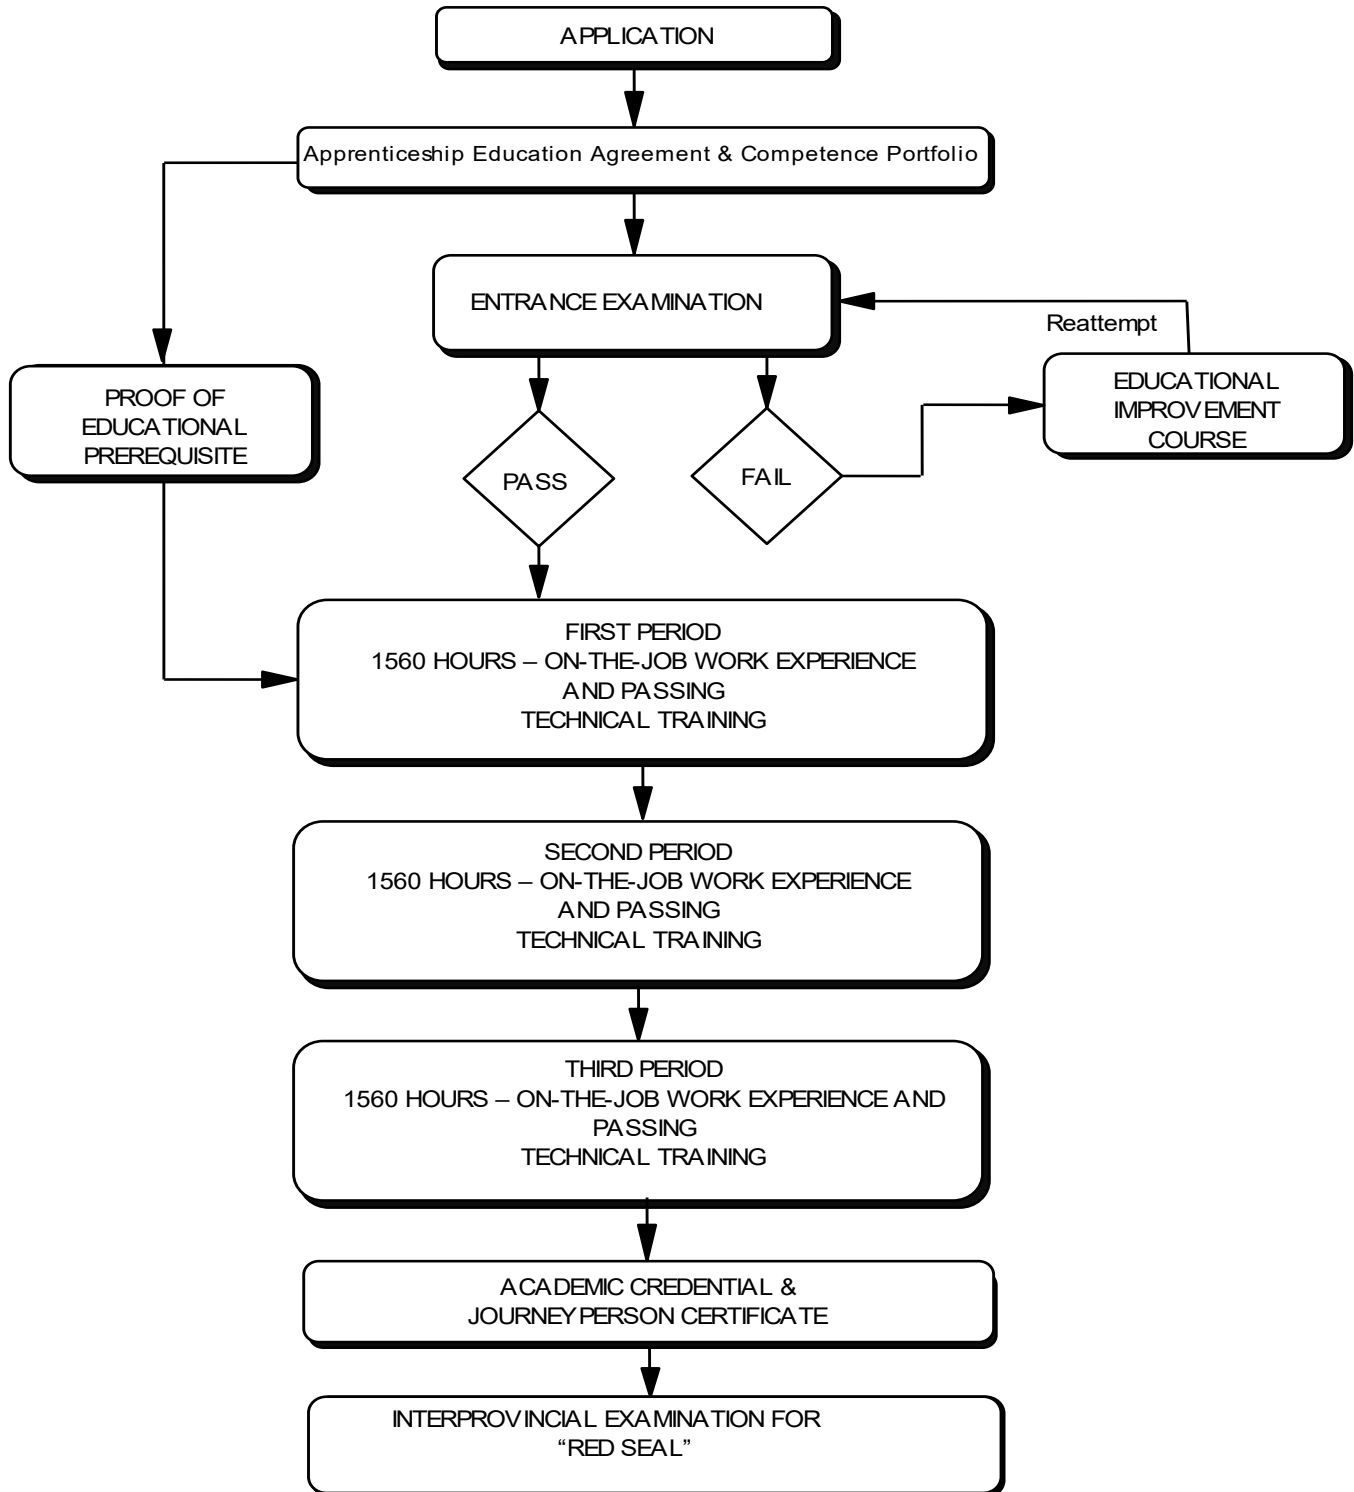 APPLICATION
Apprenticeship Education Agreement & Competence Portfolio
ENTRANCE EXAMINATION
Reattempt
PROOF OF
EDUCATIONAL
PREREQUISITE
EDUCATIONAL
IMPROVEMENT
COURSE
PASS
FAIL
FIRST PERIOD
1560 HOURS – ON-THE-JOB WORK EXPERIENCE
AND PASSING
TECHNICAL TRAINING
SECOND PERIOD
1560 HOURS – ON-THE-JOB WORK EXPERIENCE
AND PASSING
TECHNICAL TRAINING
THIRD PERIOD
1560 HOURS – ON-THE-JOB WORK EXPERIENCE AND
PASSING
TECHNICAL TRAINING
ACADEMIC CREDENTIAL &
JOURNEYPERSON CERTIFICATE
INTERPROVINCIAL EXAMINATION FOR
“RED SEAL”